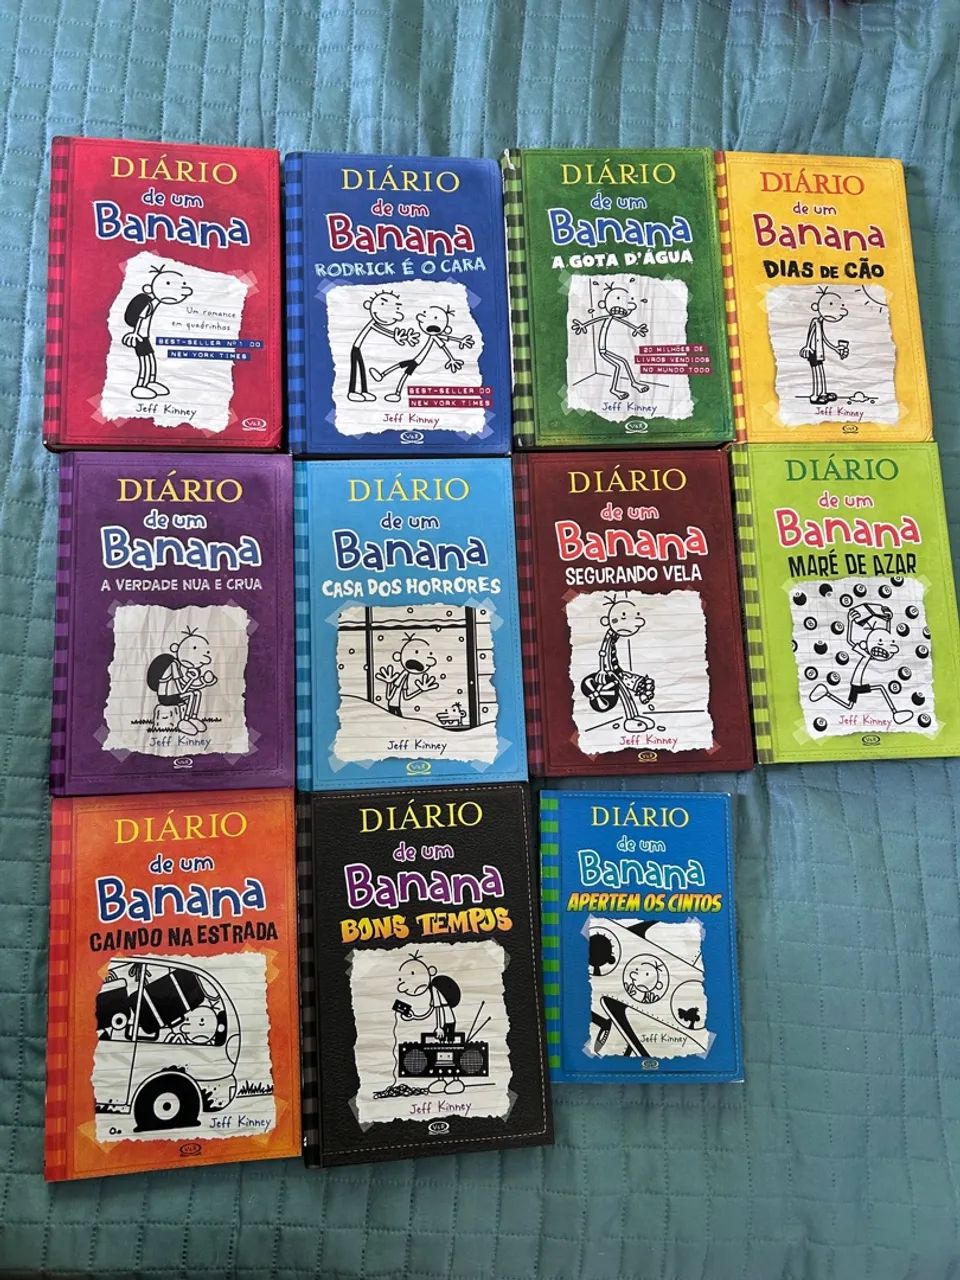 DIÁRIO
de um
Banana
Um romance
em quadrinhos
BEST-SELLER Nº1 DO
NEW YORK TIMES
Jeff Kinney
V&R
DIÁRIO
de um
Banana
RODRICK É O CARA
BEST-SELLER DO
NEW YORK TIMES
Jeff Kinney
V&R
DIÁRIO
de um
Banana
A GOTA D'ÁGUA
20 MILHÕES DE
LIVROS VENDIDOS
NO MUNDO TODO
Jeff Kinney
V&R
DIÁRIO
de um
Banana
DIAS DE CÃO
Jeff Kinney
V&R
DIÁRIO
de um
Banana
A VERDADE NUA E CRUA
Jeff Kinney
V&R
DIÁRIO
de um
Banana
CASA DOS HORRORES
Jeff Kinney
V&R
DIÁRIO
de um
Banana
SEGURANDO VELA
Jeff Kinney
V&R
DIÁRIO
de um
Banana
MARÉ DE AZAR
8
Jeff Kinney
V&R
DIÁRIO
de um
Banana
CAINDO NA ESTRADA
Jeff Kinney
V&R
DIÁRIO
de um
Banana
BONS TEMPOS
Jeff Kinney
V&R
DIÁRIO
de um
Banana
APERTEM OS CINTOS
Jeff Kinney
V&R